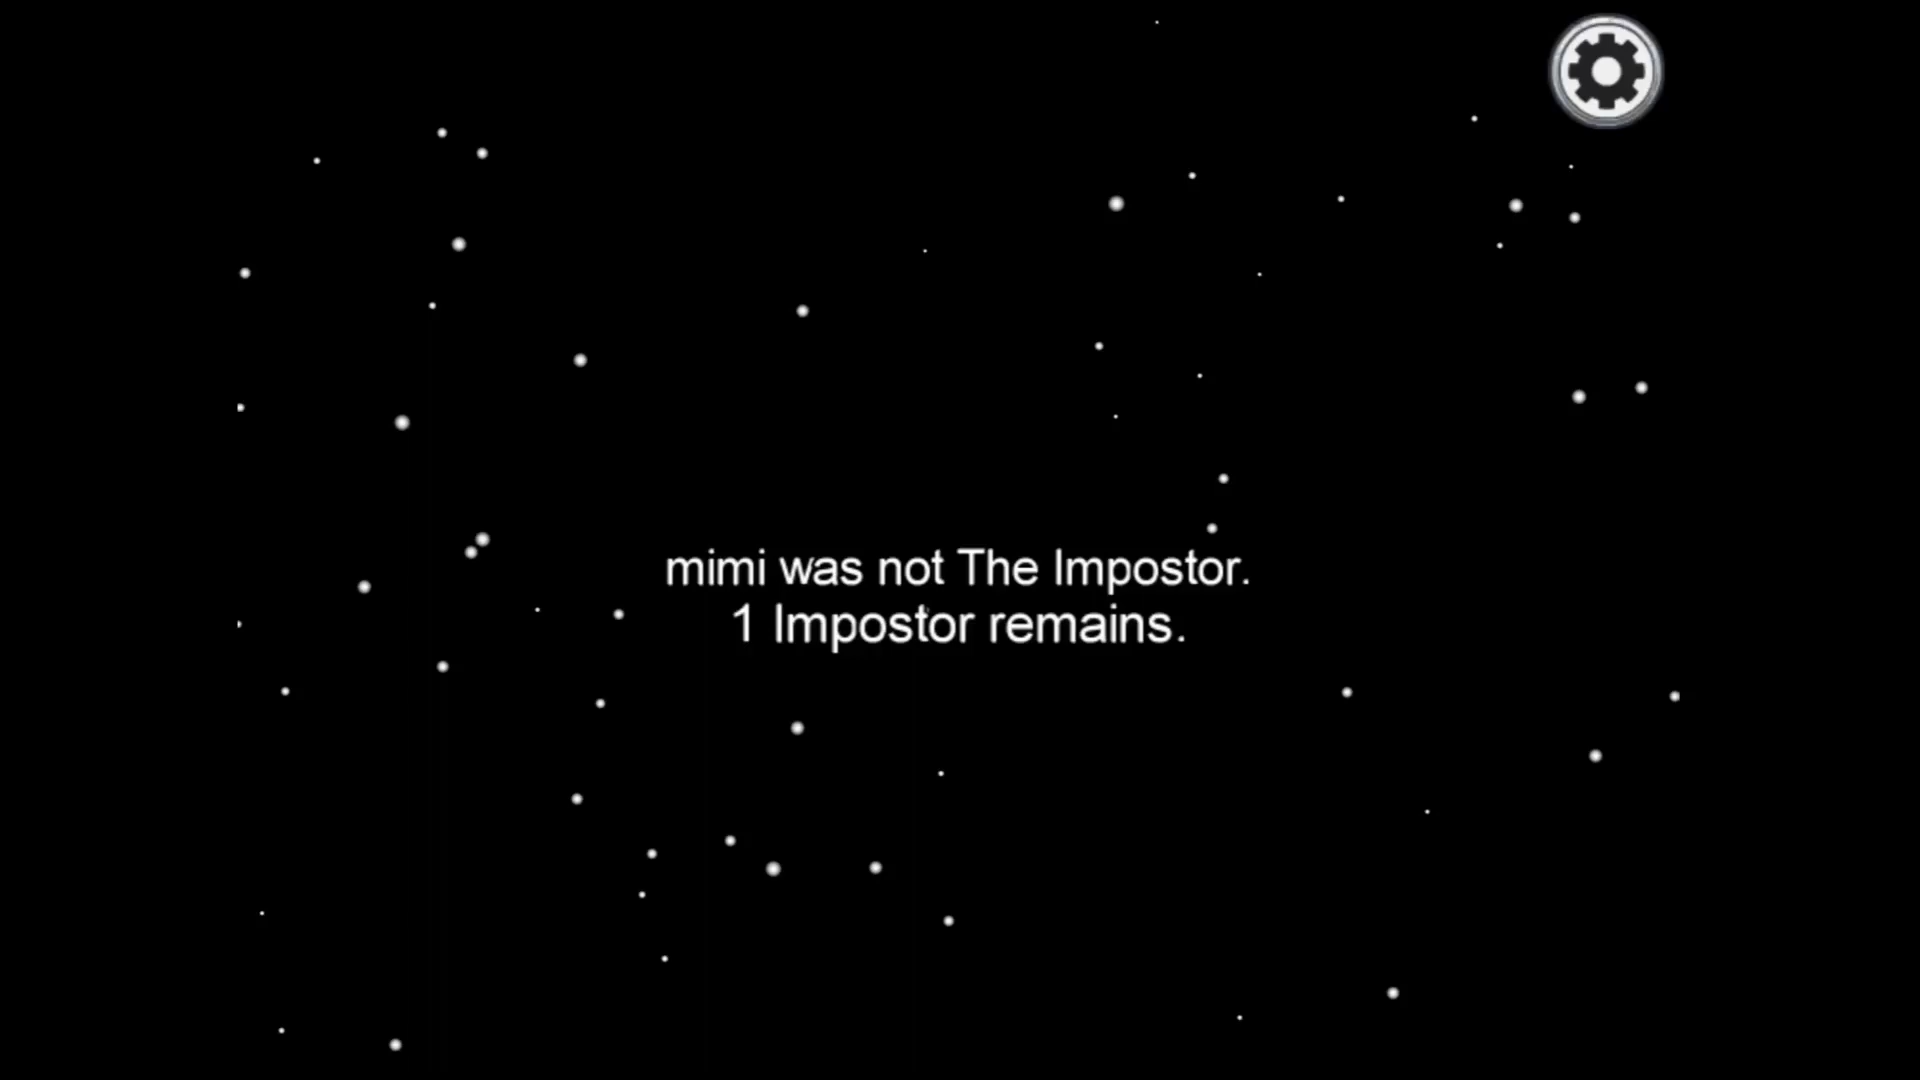 mimi was not The Impostor.
1 Impostor remains.